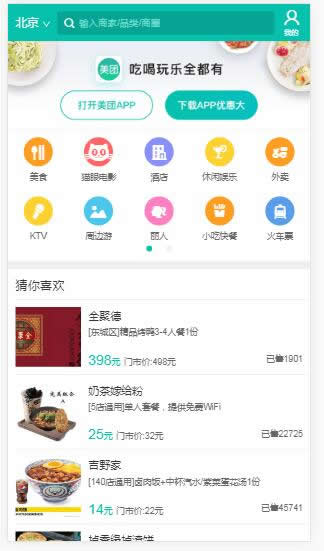 北京
输入商家/品类/商圈
我的
美团
吃喝玩乐全都有
打开美团APP
下载APP优惠大
美食
猫眼电影
酒店
休闲娱乐
外卖
KTV
周边游
丽人
小吃快餐
火车票
猜你喜欢
全聚德
[东城区]精品烤鸭3-4人餐1份
398元 门市价:498元
已售1901
奶茶嫁给粉
[5店通用]单人套餐，提供免费WiFi
25元 门市价:32元
已售22725
吉野家
[140店通用]卤肉饭+中杯汽水/紫菜蛋花汤1份
14元 门市价:22元
已售45741